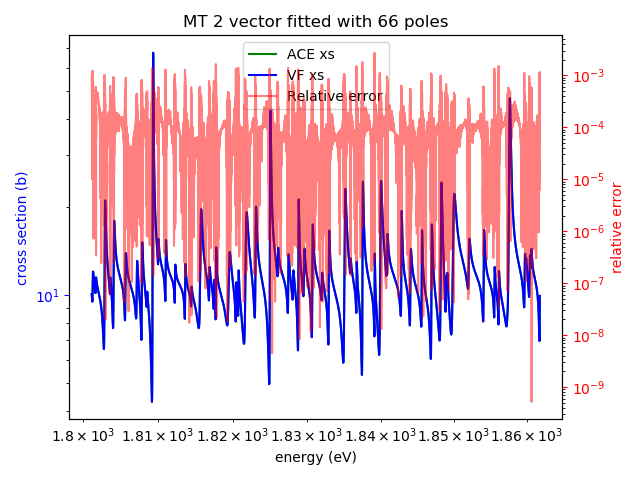 MT 2 vector fitted with 66 poles
ACE xs
VF xs
Relative error
cross section (b)
10¹
10⁻³
10⁻⁴
10⁻⁵
10⁻⁶
10⁻⁷
10⁻⁸
10⁻⁹
relative error
1.8 × 10³ 1.81 × 10³ 1.82 × 10³ 1.83 × 10³ 1.84 × 10³ 1.85 × 10³ 1.86 × 10³
energy (eV)